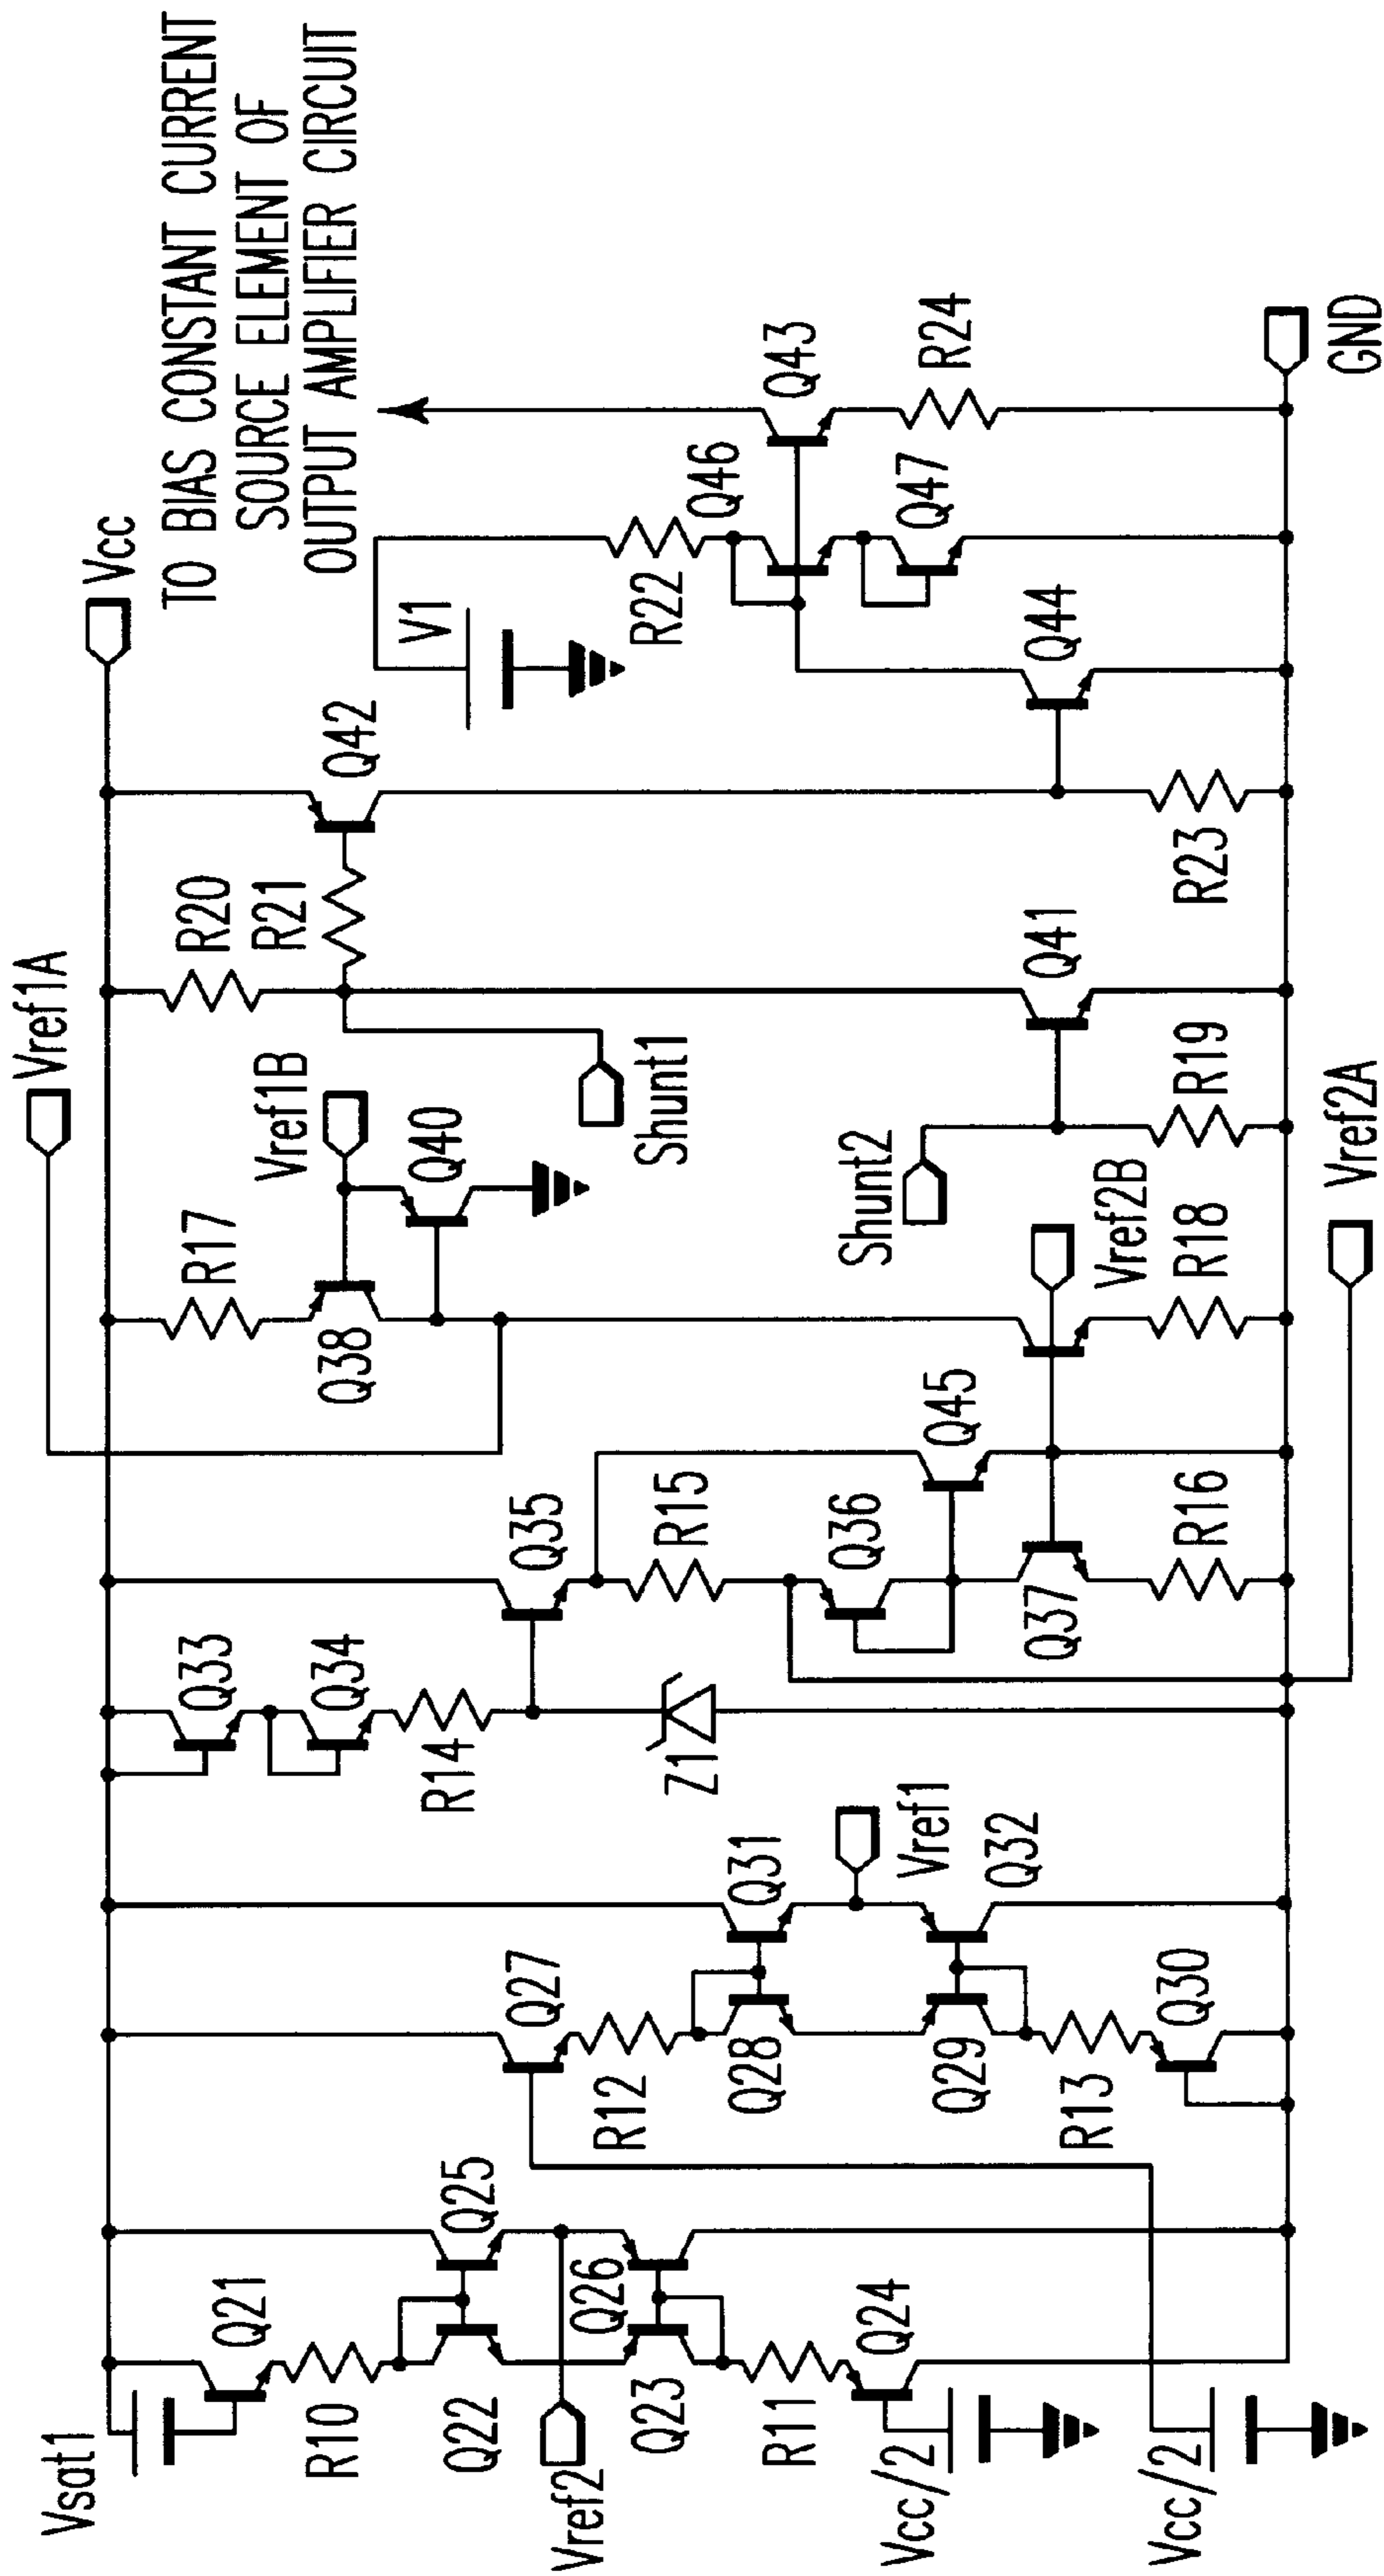 Vcc
TO BIAS CONSTANT CURRENT
SOURCE ELEMENT OF
OUTPUT AMPLIFIER CIRCUIT
Vref1A
Vsat1
Q21
R10
Q22
Q25
Vref2
Q26
Q23
R11
Q24
Vcc/2
Vcc/2
Q27
R12
Q28
Q31
Vref1
Q29
Q32
R13
Q30
Q33
Q34
R14
Z1
Q35
R15
Q36
Q45
Q37
R16
R17
Q38
Vref1B
Q40
Vref2B
R18
Vref2A
R20
R21
Shunt1
Shunt2
Q41
R19
Q42
R23
V1
R22
Q46
Q47
Q44
Q43
R24
GND